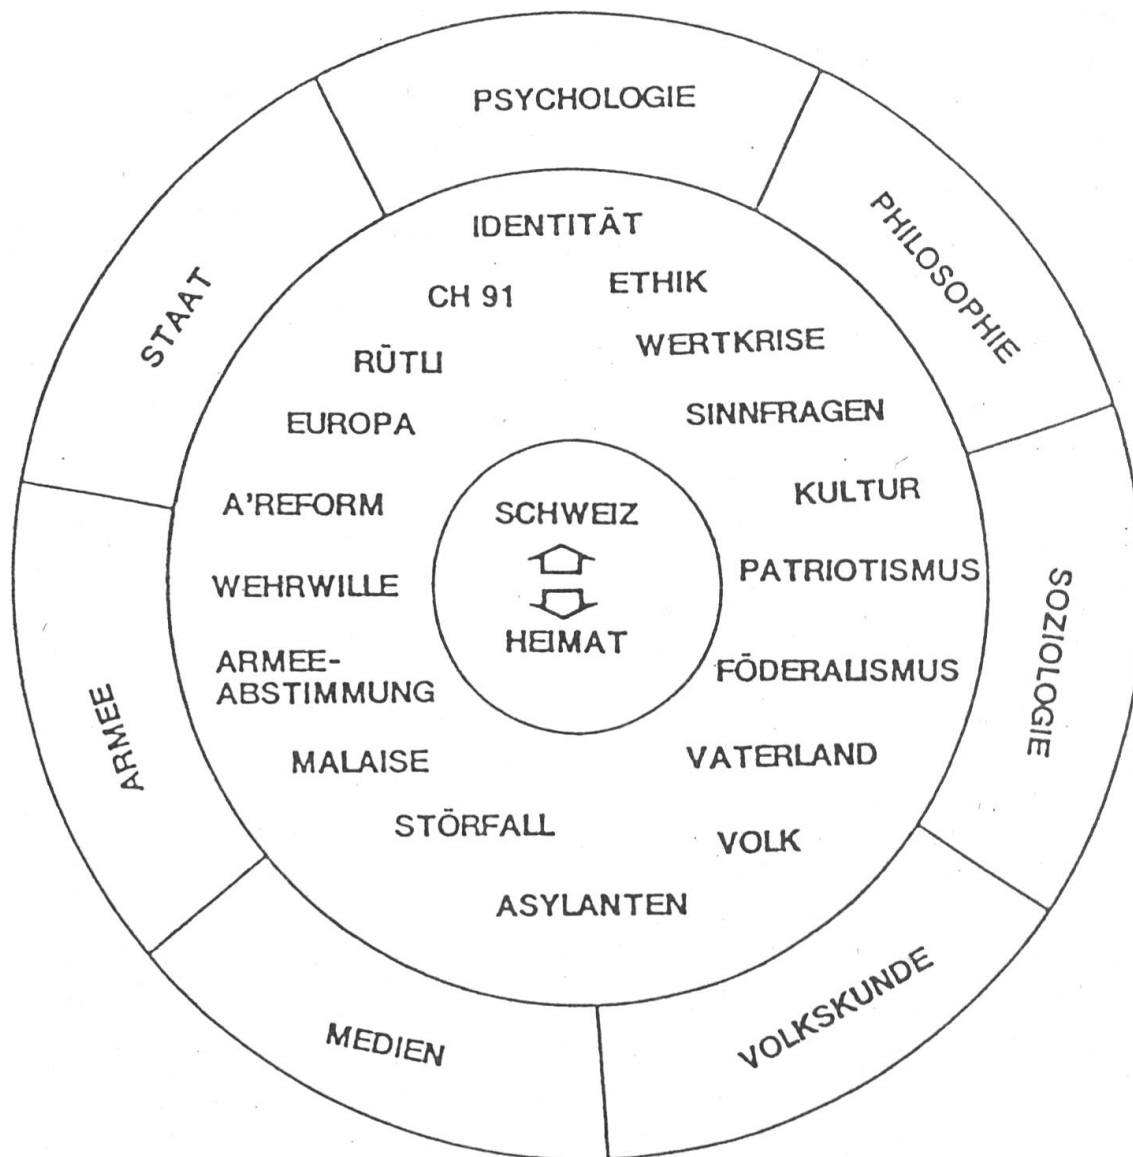 PSYCHOLOGIE
PHILOSOPHIE
STAAT
IDENTITÄT
CH 91
ETHIK
RÜTLI
WERTKRISE
EUROPA
SINNFRAGEN
A'REFORM
SCHWEIZ
KULTUR
WEHRWILLE
PATRIOTISMUS
HEIMAT
ARMEE-
ABSTIMMUNG
FÖDERALISMUS
SOZIOLOGIE
ARMEE
MALAISE
VATERLAND
STÖRFALL
VOLK
ASYLANTEN
MEDIEN
VOLKSKUNDE